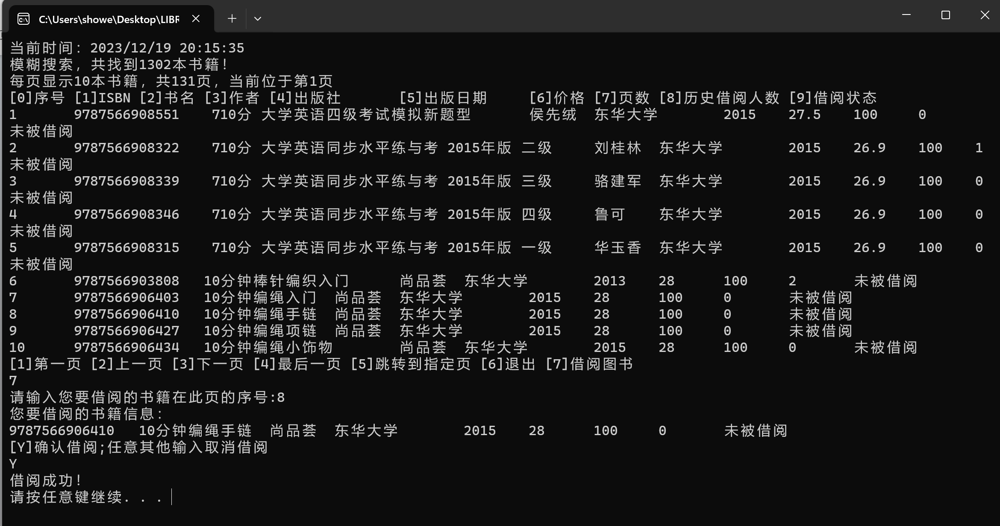 C:\Users\showe\Desktop\LIBR
当前时间: 2023/12/19 20:15:35
模糊搜索, 共找到1302本书籍!
每页显示10本书籍, 共131页, 当前位于第1页
[0]序号 [1]ISBN [2]书名 [3]作者 [4]出版社 [5]出版日期 [6]价格 [7]页数 [8]历史借阅人数 [9]借阅状态
1 9787566908551 710分 大学英语四级考试模拟新题型 侯先绒 东华大学 2015 27.5 100 0
未被借阅
2 9787566908322 710分 大学英语同步水平练与考 2015年版 二级 刘桂林 东华大学 2015 26.9 100 1
未被借阅
3 9787566908339 710分 大学英语同步水平练与考 2015年版 三级 骆建军 东华大学 2015 26.9 100 0
未被借阅
4 9787566908346 710分 大学英语同步水平练与考 2015年版 四级 鲁可 东华大学 2015 26.9 100 0
未被借阅
5 9787566908315 710分 大学英语同步水平练与考 2015年版 一级 华玉香 东华大学 2015 26.9 100 0
未被借阅
6 9787566903808 10分钟棒针编织入门 尚品荟 东华大学 2013 28 100 2 未被借阅
7 9787566906403 10分钟编绳入门 尚品荟 东华大学 2015 28 100 0 未被借阅
8 9787566906410 10分钟编绳手链 尚品荟 东华大学 2015 28 100 0 未被借阅
9 9787566906427 10分钟编绳项链 尚品荟 东华大学 2015 28 100 0 未被借阅
10 9787566906434 10分钟编绳小饰物 尚品荟 东华大学 2015 28 100 0 未被借阅
[1]第一页 [2]上一页 [3]下一页 [4]最后一页 [5]跳转到指定页 [6]退出 [7]借阅图书
7
请输入您要借阅的书籍在此页的序号:8
您要借阅的书籍信息:
9787566906410 10分钟编绳手链 尚品荟 东华大学 2015 28 100 0 未被借阅
[Y]确认借阅;任意其他输入取消借阅
Y
借阅成功!
请按任意键继续. . .